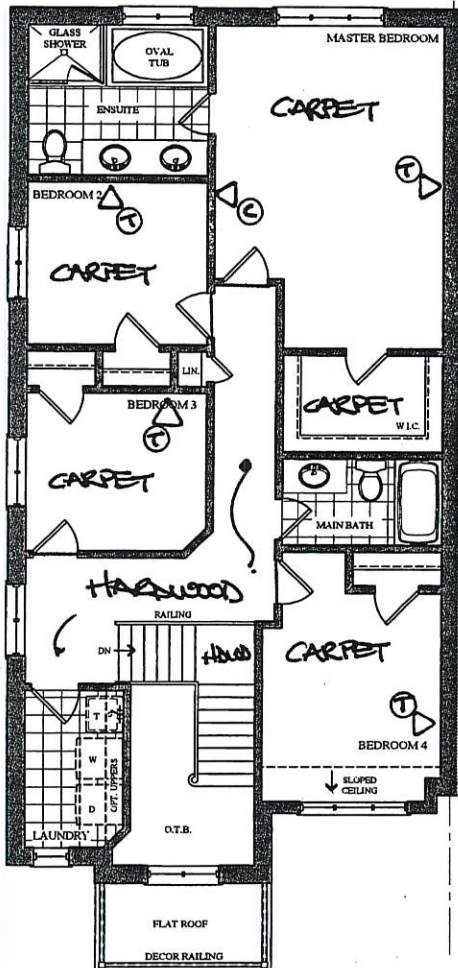 GLASS
SHOWER
OVAL
TUB
MASTER BEDROOM
ENSUITE
CARPET
T
C
BEDROOM 2
T
CARPET
LIN.
CARPET
W.I.C.
BEDROOM 3
T
CARPET
MAIN BATH
HARDWOOD
RAILING
DN
HDWD
CARPET
T
BEDROOM 4
SLOPED
CEILING
T
W
D
OPT. UPPERS
LAUNDRY
O.T.B.
FLAT ROOF
DECOR RAILING